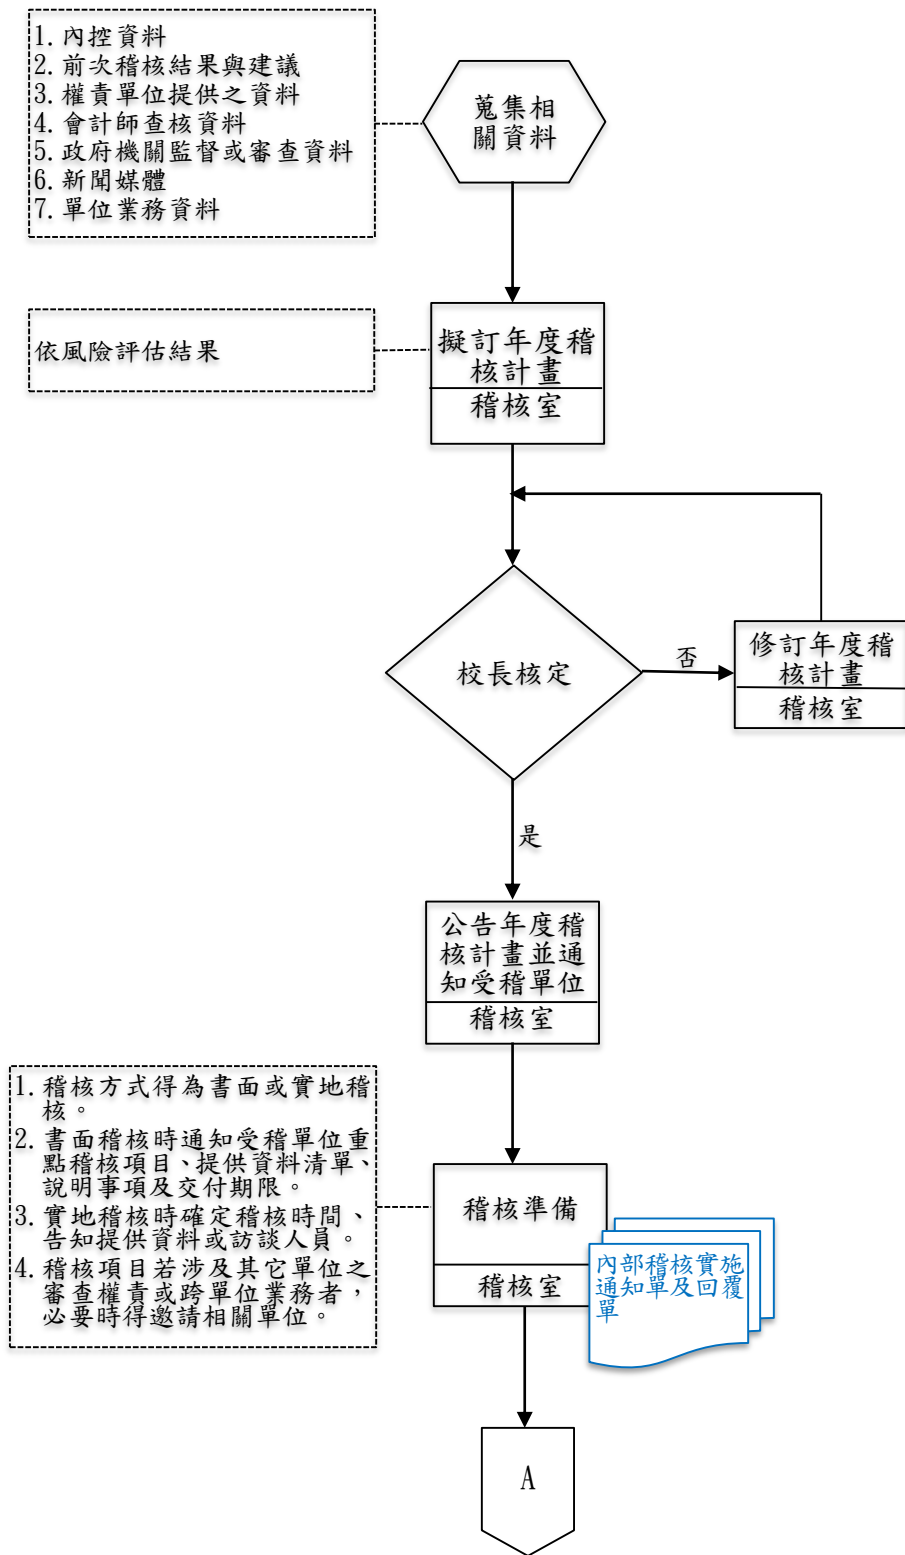 1. 內控資料
2. 前次稽核結果與建議
3. 權責單位提供之資料
4. 會計師查核資料
5. 政府機關監督或審查資料
6. 新聞媒體
7. 單位業務資料
蒐集相
關資料
依風險評估結果
擬訂年度稽
核計畫
稽核室
校長核定
否
修訂年度稽
核計畫
稽核室
是
公告年度稽
核計畫並通
知受稽單位
稽核室
1. 稽核方式得為書面或實地稽
核。
2. 書面稽核時通知受稽單位重
點稽核項目、提供資料清單、
說明事項及交付期限。
3. 實地稽核時確定稽核時間、
告知提供資料或訪談人員。
4. 稽核項目若涉及其它單位之
審查權責或跨單位業務者，
必要時得邀請相關單位。
稽核準備
稽核室
內部稽核實施
通知單及回覆
單
A